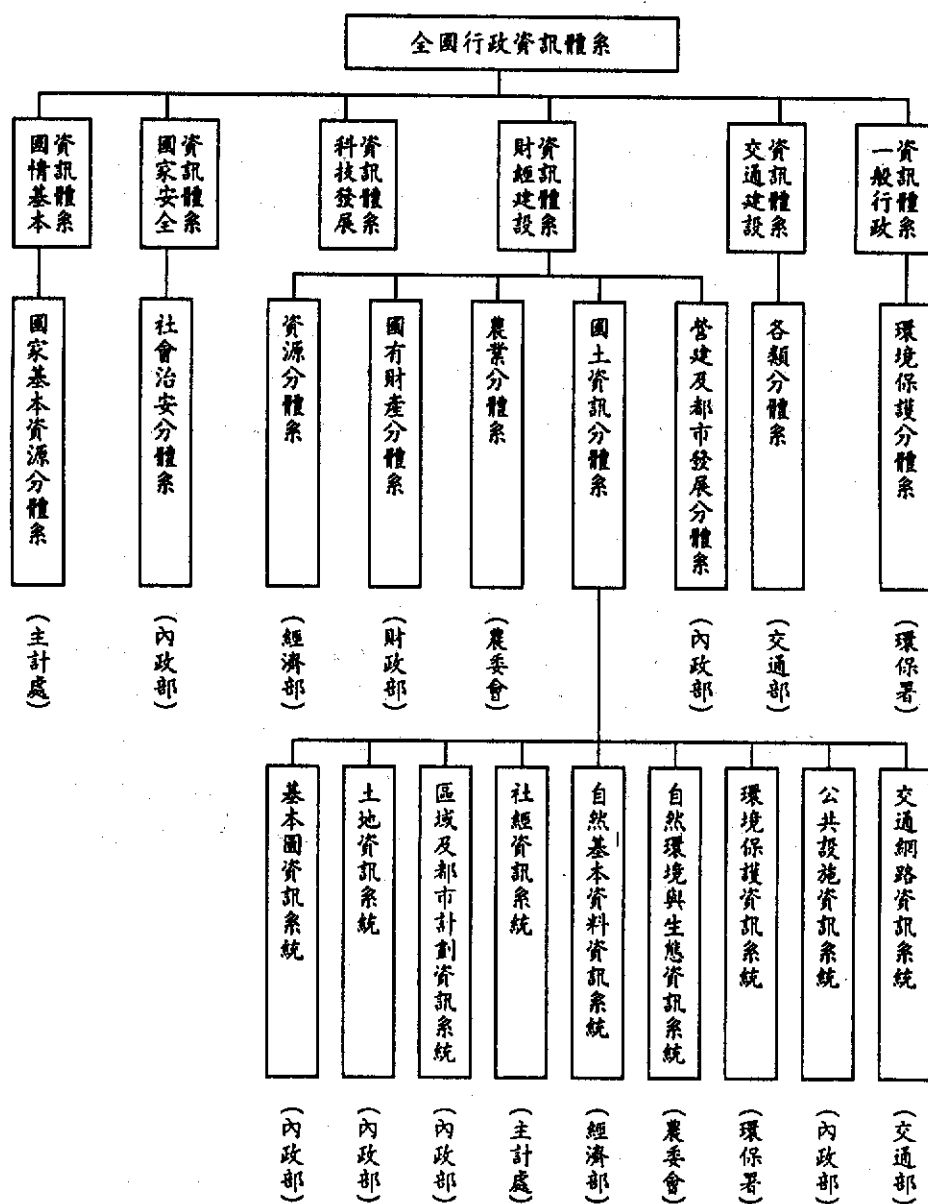 全國行政資訊體系
國情基本
資訊體系
國家安全
資訊體系
科技發展
資訊體系
財經建設
資訊體系
交通建設
資訊體系
一般行政
資訊體系
國家基本資源分體系
社會治安分體系
資源分體系
國有財產分體系
農業分體系
國土資訊分體系
營建及都市發展分體系
各類分體系
環境保護分體系
(主計處)
(內政部)
(經濟部)
(財政部)
(農委會)
(內政部)
(交通部)
(環保署)
基本圖資訊系統
土地資訊系統
區域及都市計劃資訊系統
社經資訊系統
自然基本資料資訊系統
自然環境與生態資訊系統
環境保護資訊系統
公共設施資訊系統
交通網路資訊系統
(內政部)
(內政部)
(內政部)
(主計處)
(經濟部)
(農委會)
(環保署)
(內政部)
(交通部)